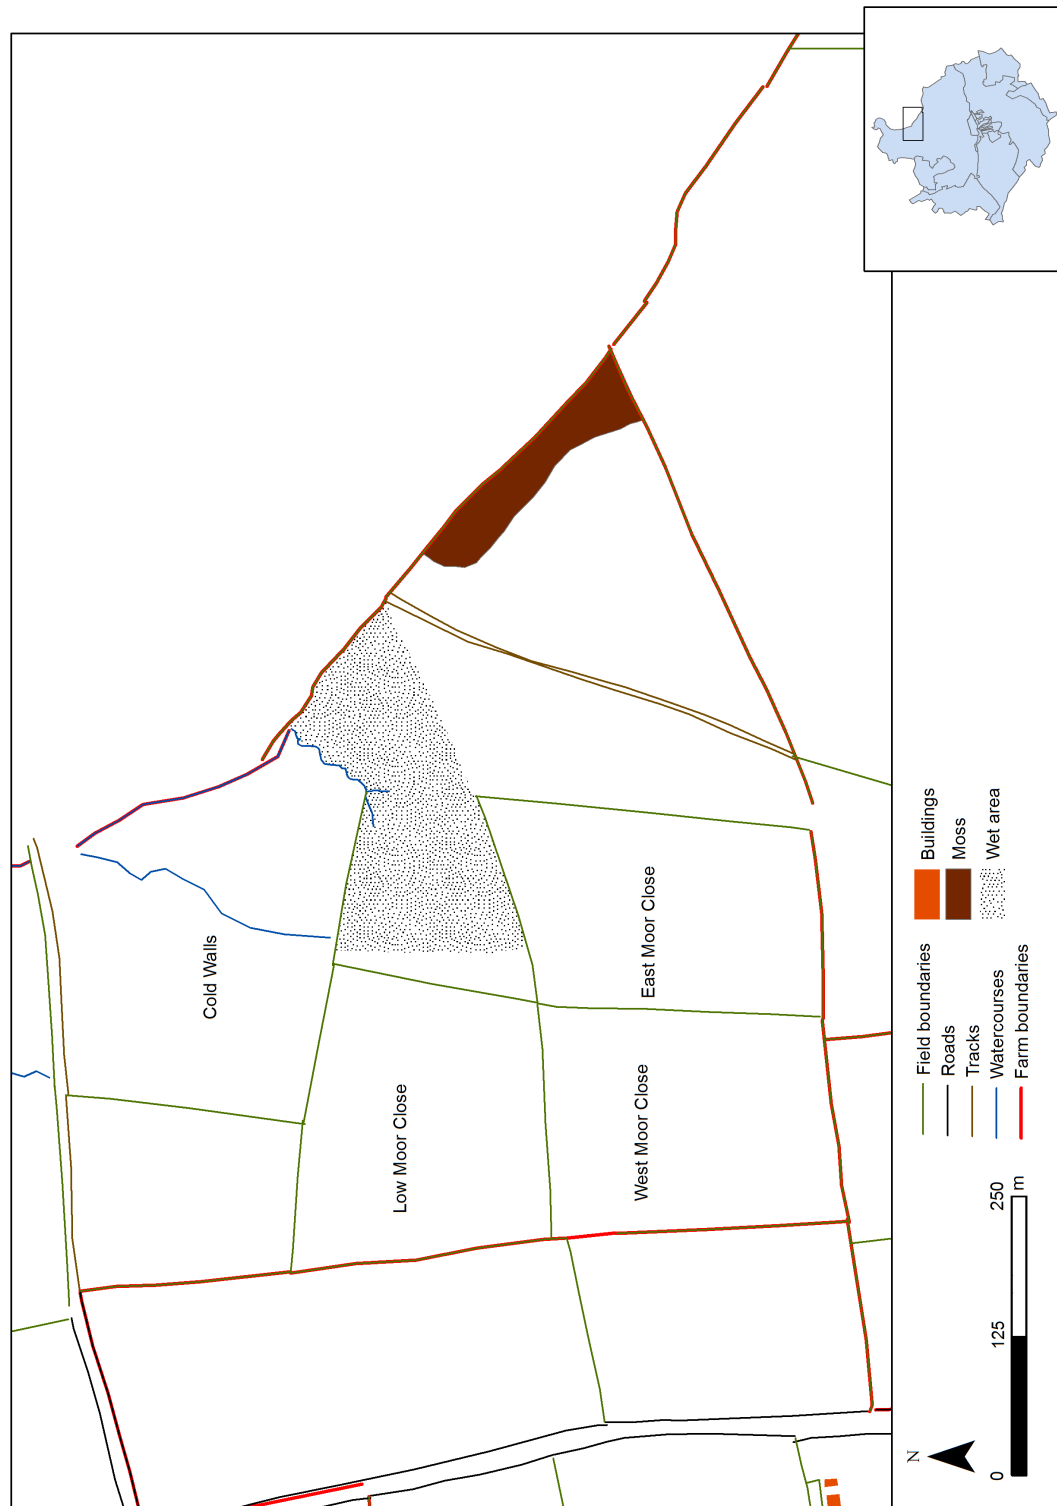 Cold Walls
Low Moor Close
West Moor Close
East Moor Close
N
0 125 250
m
Field boundaries
Roads
Tracks
Watercourses
Farm boundaries
Buildings
Moss
Wet area